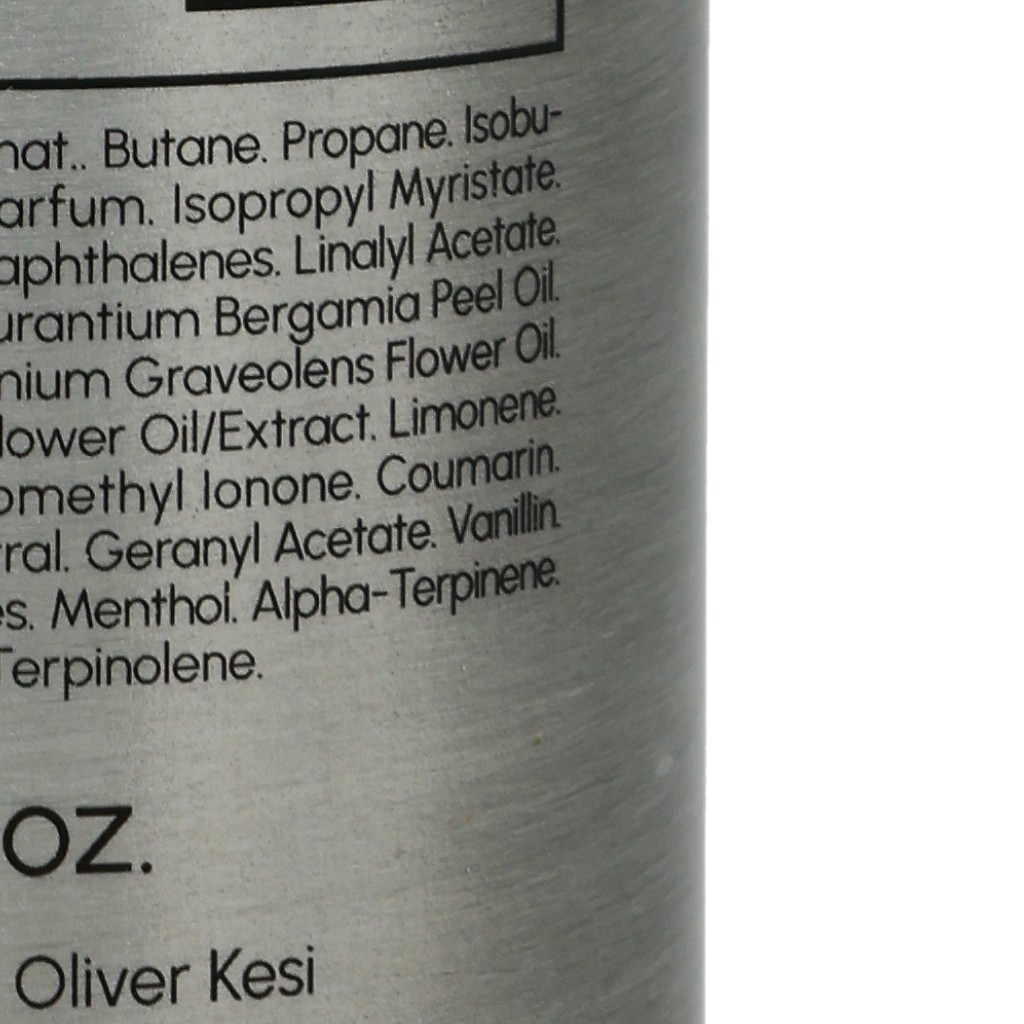 nat.. Butane. Propane. Isobu-
arfum. Isopropyl Myristate.
aphthalenes. Linalyl Acetate.
urantium Bergamia Peel Oil.
nium Graveolens Flower Oil.
lower Oil/Extract. Limonene.
omethyl Ionone. Coumarin.
ral. Geranyl Acetate. Vanillin.
es. Menthol. Alpha-Terpinene.
Terpinolene.
OZ.
Oliver Kesi